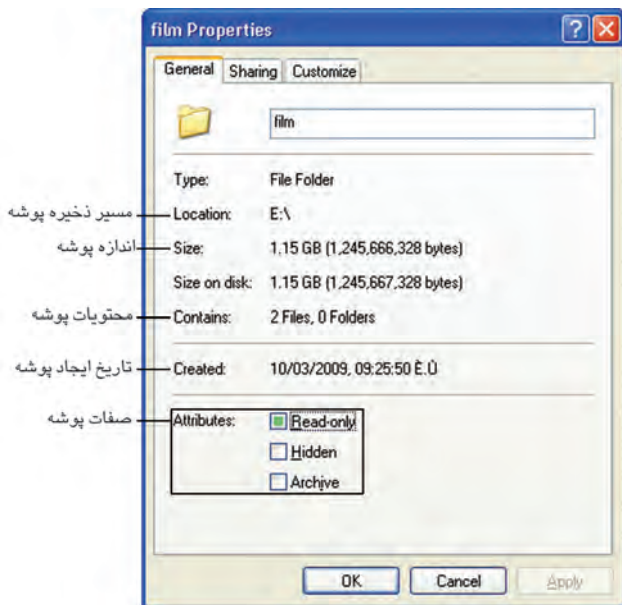 film Properties
General Sharing Customize
film
Type: File Folder
مسیر ذخیره پوشه Location: E:\
اندازه پوشه Size: 1.15 GB (1,245,666,328 bytes)
Size on disk: 1.15 GB (1,245,667,328 bytes)
محتویات پوشه Contains: 2 Files, 0 Folders
تاریخ ایجاد پوشه Created: 10/03/2009, 09:25:50 È.Û
صفات پوشه Attributes: Read-only
Hidden
Archive
OK Cancel Apply